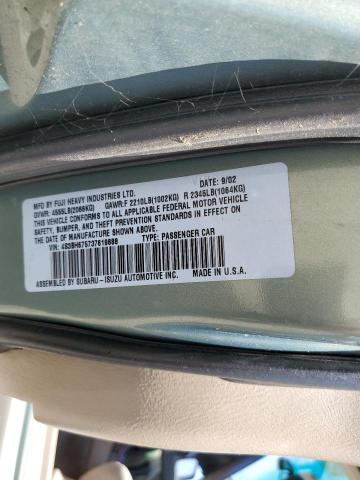 MFD BY FUJI HEAVY INDUSTRIES LTD. DATE: 9/02
GVWR: 4555LB(2066KG) GAWR:F 2210LB(1002KG) R 2345LB(1064KG)
THIS VEHICLE CONFORMS TO ALL APPLICABLE FEDERAL MOTOR VEHICLE
SAFETY, BUMPER, AND THEFT PREVENTION STANDARDS IN EFFECT ON
THE DATE OF MANUFACTURE SHOWN ABOVE.
VIN: 4S3BH675737619888 TYPE: PASSENGER CAR
ASSEMBLED BY SUBARU-ISUZU AUTOMOTIVE INC. MADE IN U.S.A.